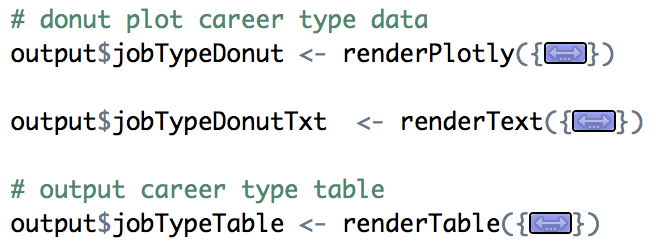 # donut plot career type data
output$jobTypeDonut <- renderPlotly({...})
output$jobTypeDonutTxt  <- renderText({...})
# output career type table
output$jobTypeTable <- renderTable({...})